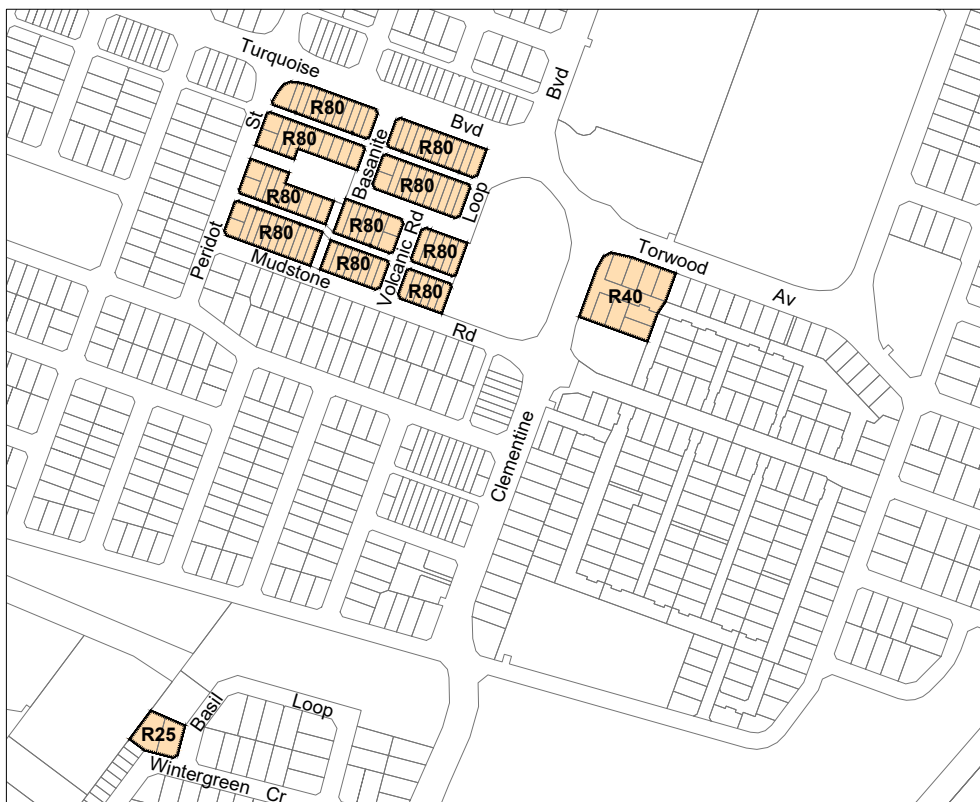 Turquoise
Bvd
Bvd
St
R80
R80
R80
R80
Basanite
Loop
R80
R80
R80
R80
R80
R80
Volcanic Rd
Peridot
Mudstone
Rd
Torwood
Av
R40
Clementine
Loop
Basil
R25
Wintergreen Cr